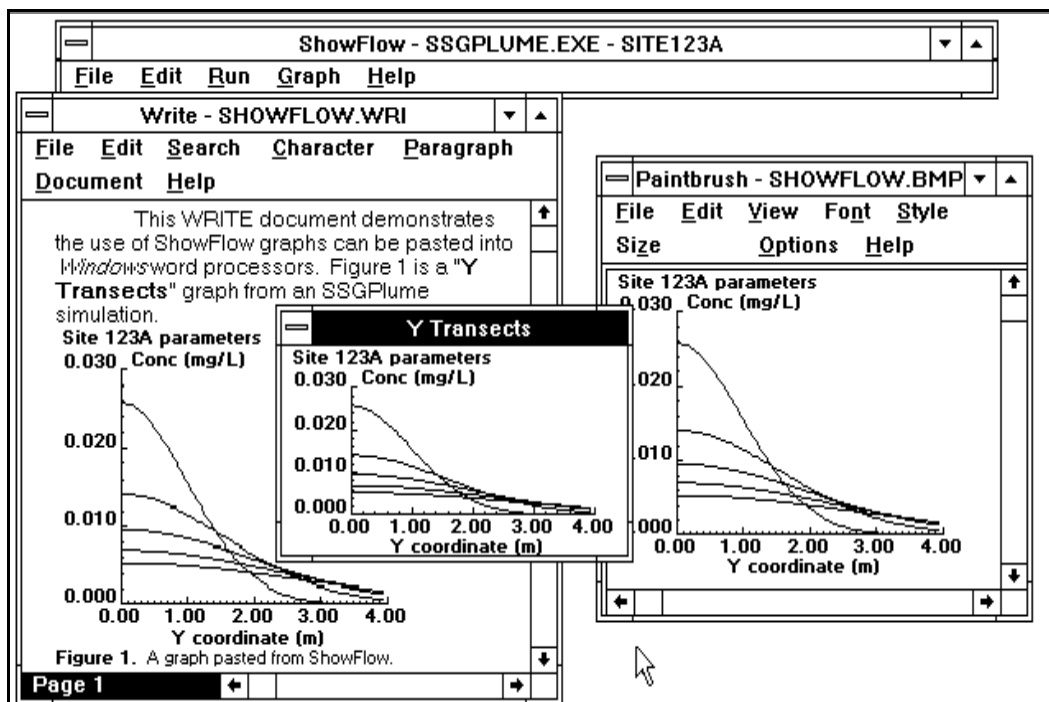 ShowFlow - SSGPLUME.EXE - SITE123A
File Edit Run Graph Help
Write - SHOWFLOW.WRI
File Edit Search Character Paragraph
Document Help
This WRITE document demonstrates
the use of ShowFlow graphs can be pasted into
Windowsword processors. Figure 1 is a "Y
Transects" graph from an SSGPlume
simulation.
Site 123A parameters
0.030 Conc (mg/L)
0.020
0.010
0.000
0.00 1.00 2.00 3.00 4.00
Y coordinate (m)
Figure 1. A graph pasted from ShowFlow.
Page 1
Y Transects
Site 123A parameters
0.030 Conc (mg/L)
0.020
0.010
0.000
0.00 1.00 2.00 3.00 4.00
Y coordinate (m)
Paintbrush - SHOWFLOW.BMP
File Edit View Font Style
Size Options Help
Site 123A parameters
0.030 Conc (mg/L)
.020
.010
.000
0.00 1.00 2.00 3.00 4.00
Y coordinate (m)